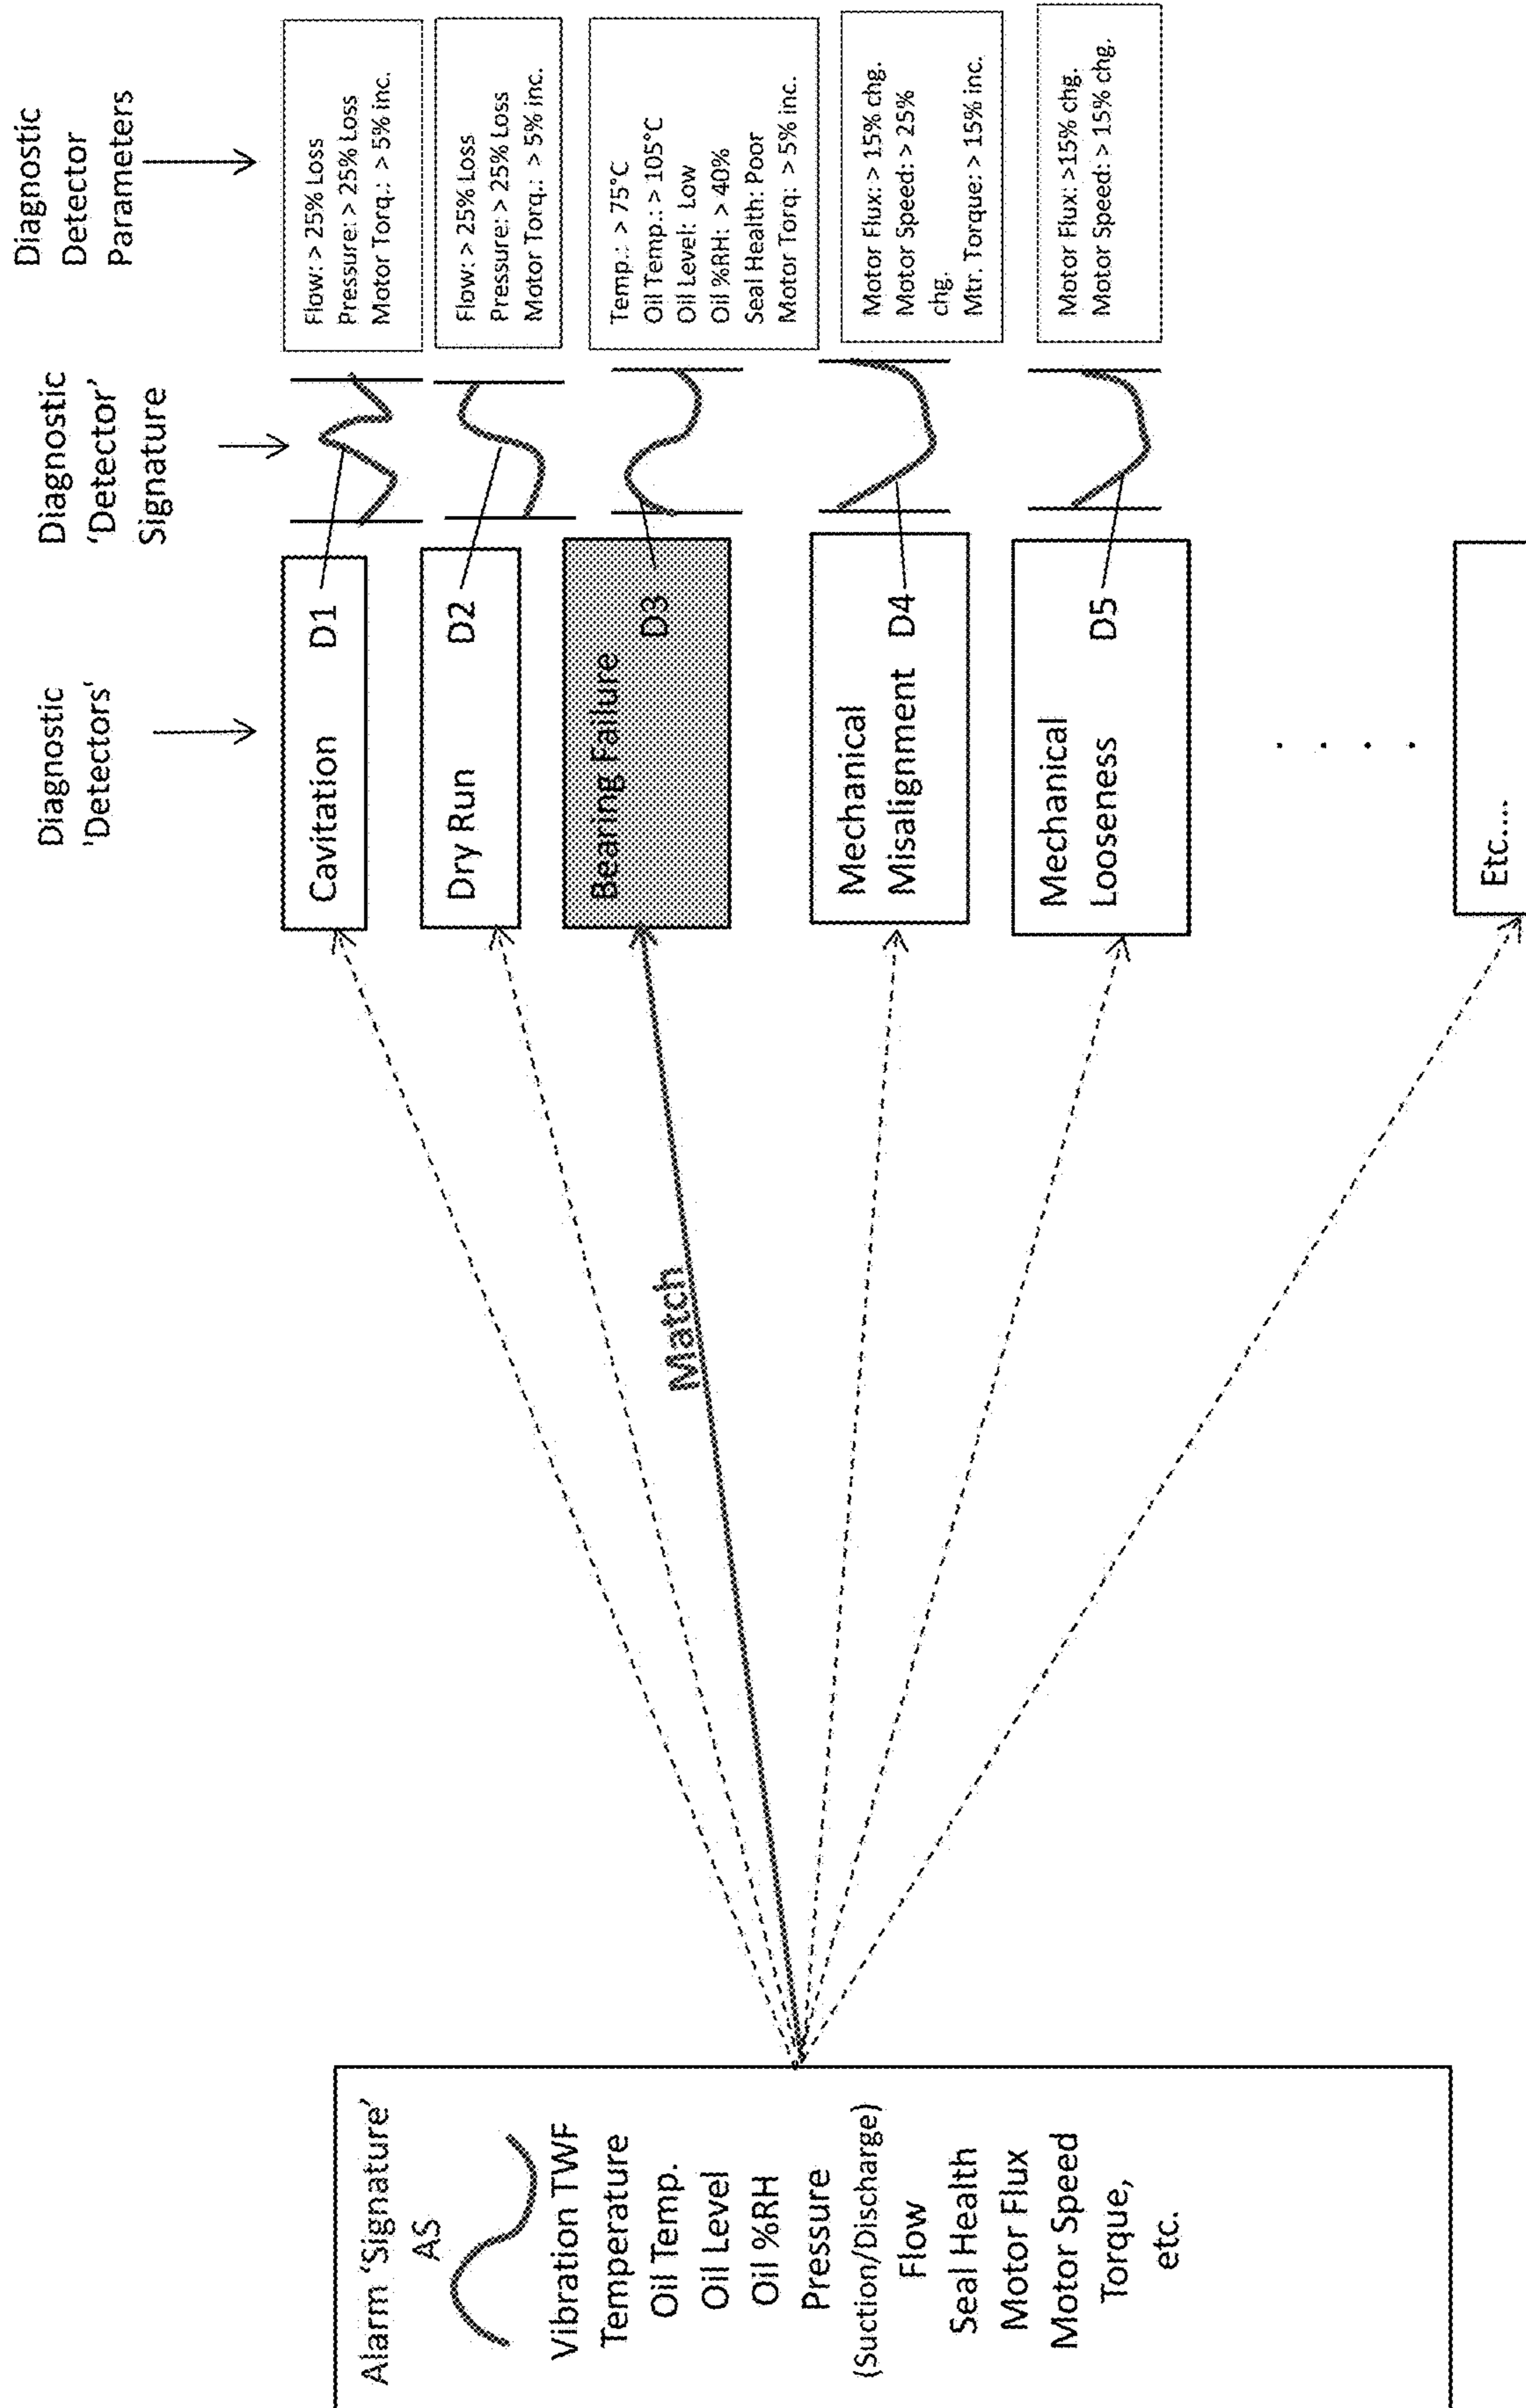 Alarm ‘Signature’
AS
Vibration TWF
Temperature
Oil Temp.
Oil Level
Oil %RH
Pressure
(Suction/Discharge)
Flow
Seal Health
Motor Flux
Motor Speed
Torque,
etc.
Match
Diagnostic
'Detectors'
Cavitation D1
Dry Run D2
Bearing Failure
D3
Mechanical
Misalignment D4
Mechanical
Looseness D5
. . . .
Etc....
Diagnostic
‘Detector’
Signature
Diagnostic
Detector
Parameters
Flow: > 25% Loss
Pressure: > 25% Loss
Motor Torq.: > 5% inc.
Flow: > 25% Loss
Pressure: > 25% Loss
Motor Torq.: > 5% inc.
Temp.: > 75°C
Oil Temp.: > 105°C
Oil Level: Low
Oil %RH: > 40%
Seal Health: Poor
Motor Torq: > 5% inc.
Motor Flux: > 15% chg.
Motor Speed: > 25%
chg.
Mtr. Torque: > 15% inc.
Motor Flux: >15% chg.
Motor Speed: > 15% chg.